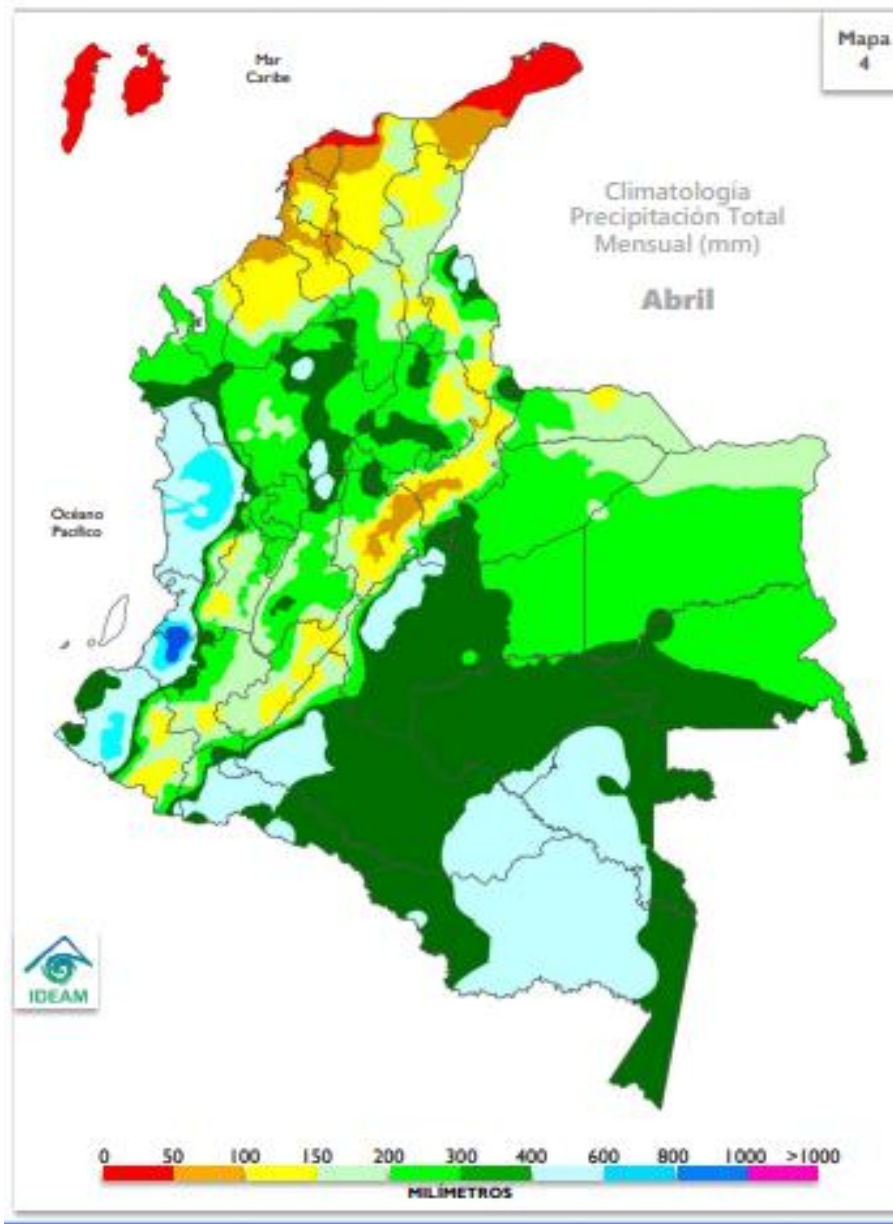 Mapa
4
Mar
Caribe
Climatología
Precipitación Total
Mensual (mm)
Abril
Océano
Pacífico
IDEAM
0 50 100 150 200 300 400 600 800 1000 >1000
MILÍMETROS